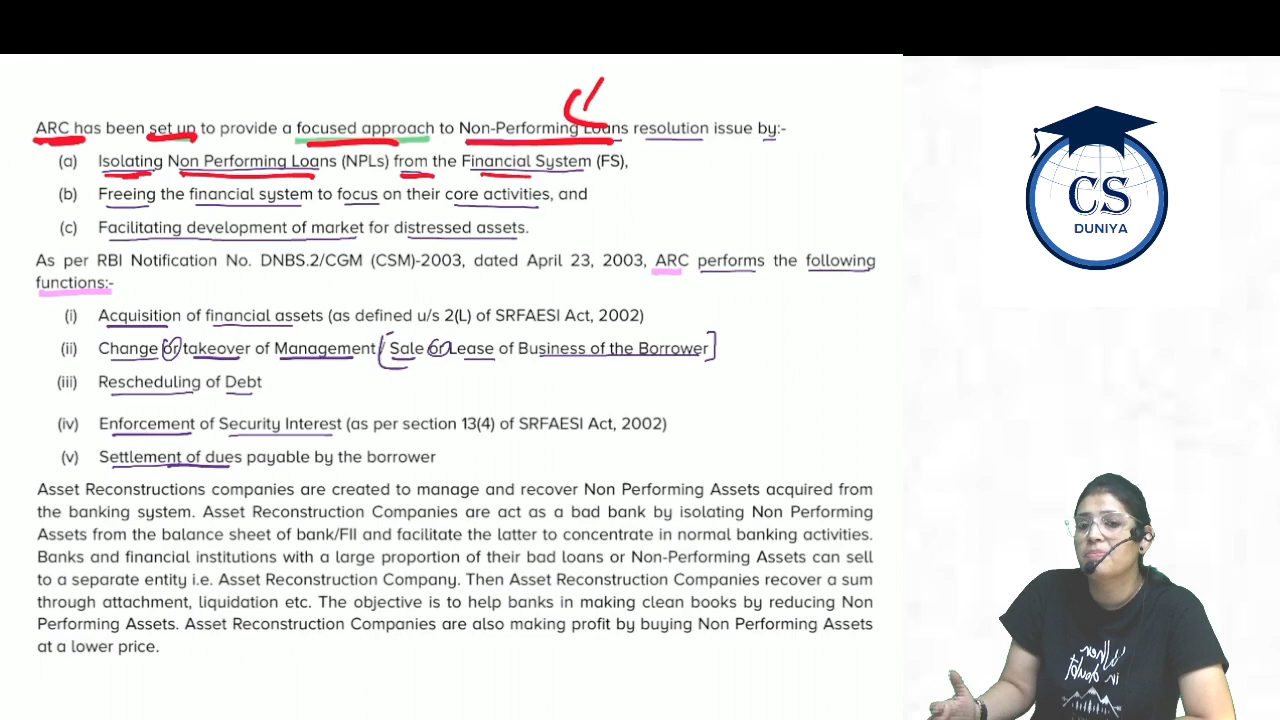 ARC has been set up to provide a focused approach to Non-Performing Loans resolution issue by:-
(a) Isolating Non Performing Loans (NPLs) from the Financial System (FS),
(b) Freeing the financial system to focus on their core activities, and
(c) Facilitating development of market for distressed assets.
As per RBI Notification No. DNBS.2/CGM (CSM)-2003, dated April 23, 2003, ARC performs the following
functions:-
(i) Acquisition of financial assets (as defined u/s 2(L) of SRFAESI Act, 2002)
(ii) Change or takeover of Management/ Sale or Lease of Business of the Borrower
(iii) Rescheduling of Debt
(iv) Enforcement of Security Interest (as per section 13(4) of SRFAESI Act, 2002)
(v) Settlement of dues payable by the borrower
Asset Reconstructions companies are created to manage and recover Non Performing Assets acquired from
the banking system. Asset Reconstruction Companies are act as a bad bank by isolating Non Performing
Assets from the balance sheet of bank/FII and facilitate the latter to concentrate in normal banking activities.
Banks and financial institutions with a large proportion of their bad loans or Non-Performing Assets can sell
to a separate entity i.e. Asset Reconstruction Company. Then Asset Reconstruction Companies recover a sum
through attachment, liquidation etc. The objective is to help banks in making clean books by reducing Non
Performing Assets. Asset Reconstruction Companies are also making profit by buying Non Performing Assets
at a lower price.
CS
DUNIYA
When
in doubt